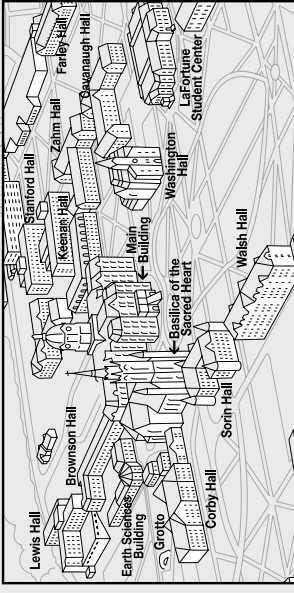 Farley Hall
Cavanaugh Hall
LaFortune
Student Center
Zahm Hall
Stanford Hall
Keenan Hall
Washington
Hall
Main
Building
Walsh Hall
Basilica of the
Sacred Heart
Sorin Hall
Brownson Hall
Lewis Hall
Earth Sciences
Building
Grotto
Corby Hall